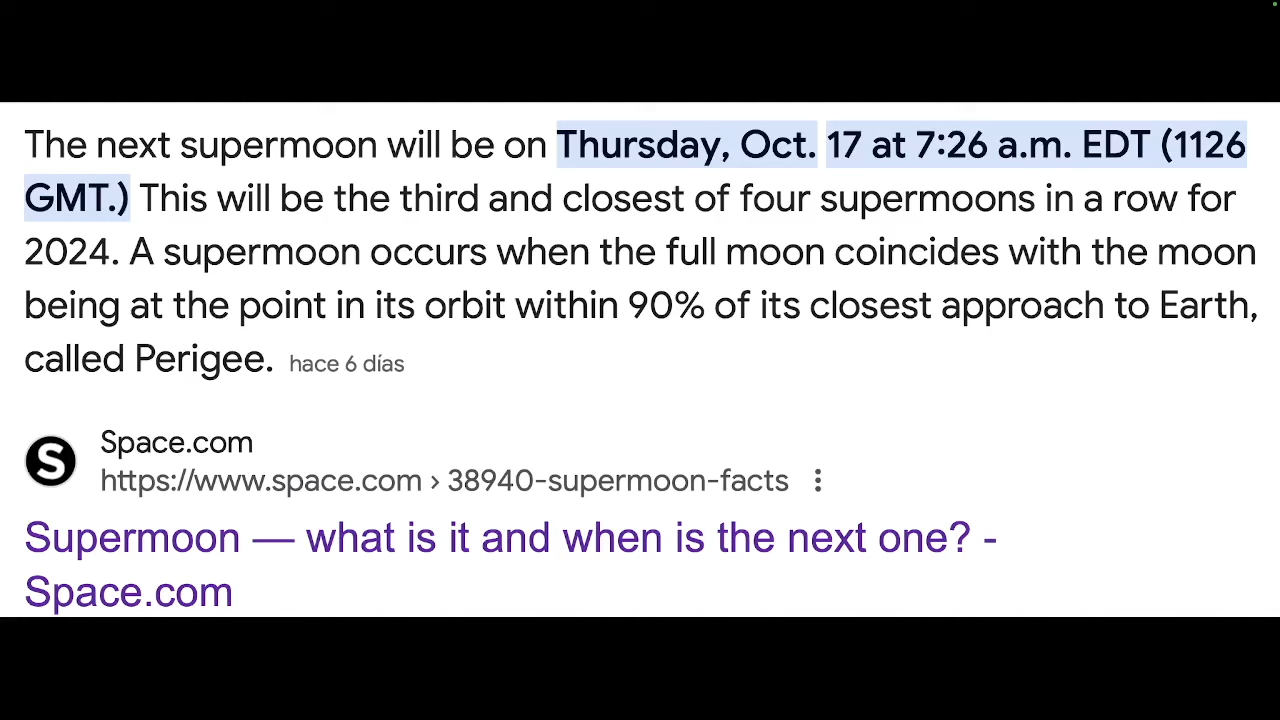 The next supermoon will be on Thursday, Oct. 17 at 7:26 a.m. EDT (1126
GMT.) This will be the third and closest of four supermoons in a row for
2024. A supermoon occurs when the full moon coincides with the moon
being at the point in its orbit within 90% of its closest approach to Earth,
called Perigee. hace 6 días
S
Space.com
https://www.space.com › 38940-supermoon-facts
Supermoon — what is it and when is the next one? -
Space.com